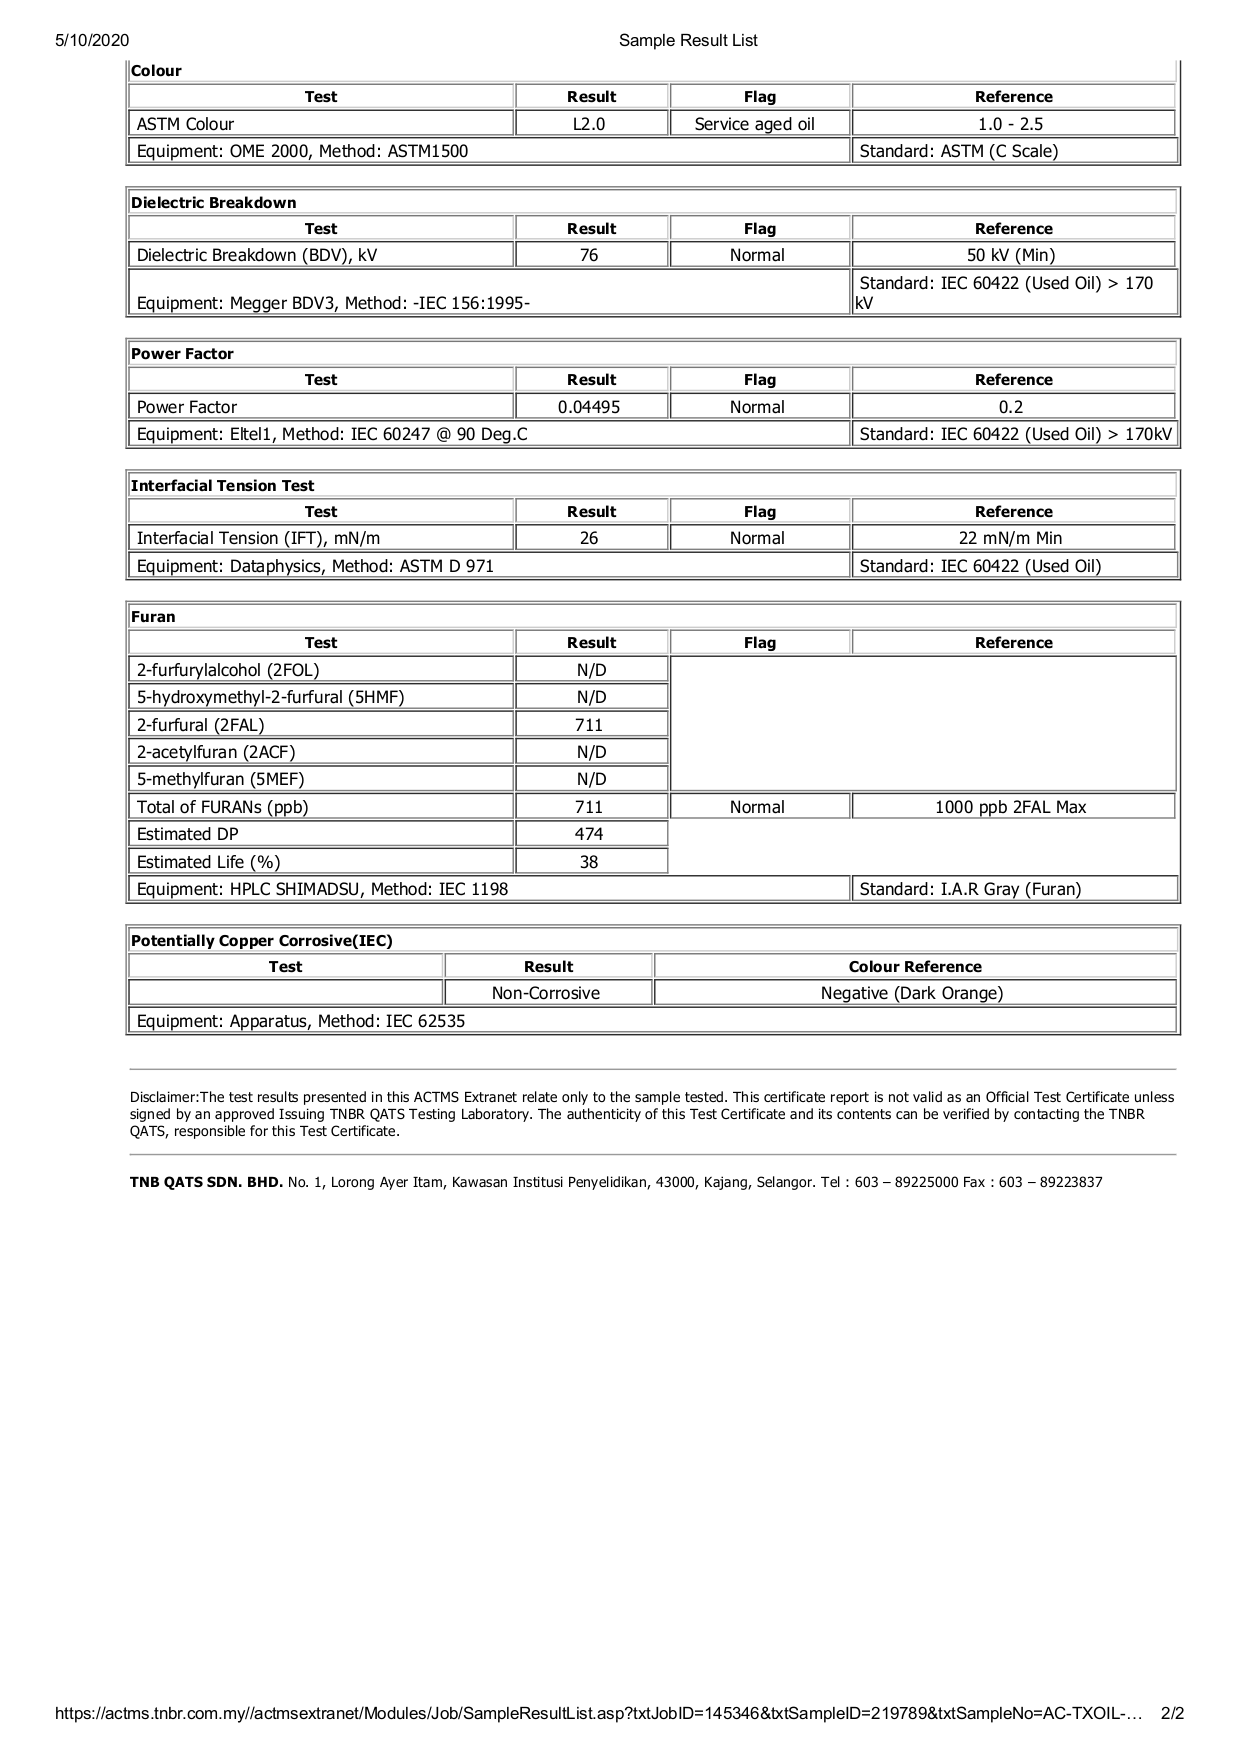 5/10/2020 Sample Result List
Colour
Test Result Flag Reference
ASTM Colour L2.0 Service aged oil 1.0 - 2.5
Equipment: OME 2000, Method: ASTM1500 Standard: ASTM (C Scale)
Dielectric Breakdown
Test Result Flag Reference
Dielectric Breakdown (BDV), kV 76 Normal 50 kV (Min)
Equipment: Megger BDV3, Method: -IEC 156:1995- Standard: IEC 60422 (Used Oil) > 170
kV
Power Factor
Test Result Flag Reference
Power Factor 0.04495 Normal 0.2
Equipment: Eltel1, Method: IEC 60247 @ 90 Deg.C Standard: IEC 60422 (Used Oil) > 170kV
Interfacial Tension Test
Test Result Flag Reference
Interfacial Tension (IFT), mN/m 26 Normal 22 mN/m Min
Equipment: Dataphysics, Method: ASTM D 971 Standard: IEC 60422 (Used Oil)
Furan
Test Result Flag Reference
2-furfurylalcohol (2FOL) N/D
5-hydroxymethyl-2-furfural (5HMF) N/D
2-furfural (2FAL) 711
2-acetylfuran (2ACF) N/D
5-methylfuran (5MEF) N/D
Total of FURANs (ppb) 711 Normal 1000 ppb 2FAL Max
Estimated DP 474
Estimated Life (%) 38
Equipment: HPLC SHIMADSU, Method: IEC 1198 Standard: I.A.R Gray (Furan)
Potentially Copper Corrosive(IEC)
Test Result Colour Reference
Non-Corrosive Negative (Dark Orange)
Equipment: Apparatus, Method: IEC 62535
Disclaimer:The test results presented in this ACTMS Extranet relate only to the sample tested. This certificate report is not valid as an Official Test Certificate unless
signed by an approved Issuing TNBR QATS Testing Laboratory. The authenticity of this Test Certificate and its contents can be verified by contacting the TNBR
QATS, responsible for this Test Certificate.
TNB QATS SDN. BHD. No. 1, Lorong Ayer Itam, Kawasan Institusi Penyelidikan, 43000, Kajang, Selangor. Tel : 603 – 89225000 Fax : 603 – 89223837
https://actms.tnbr.com.my//actmsextranet/Modules/Job/SampleResultList.asp?txtJobID=145346&txtSampleID=219789&txtSampleNo=AC-TXOIL-… 2/2